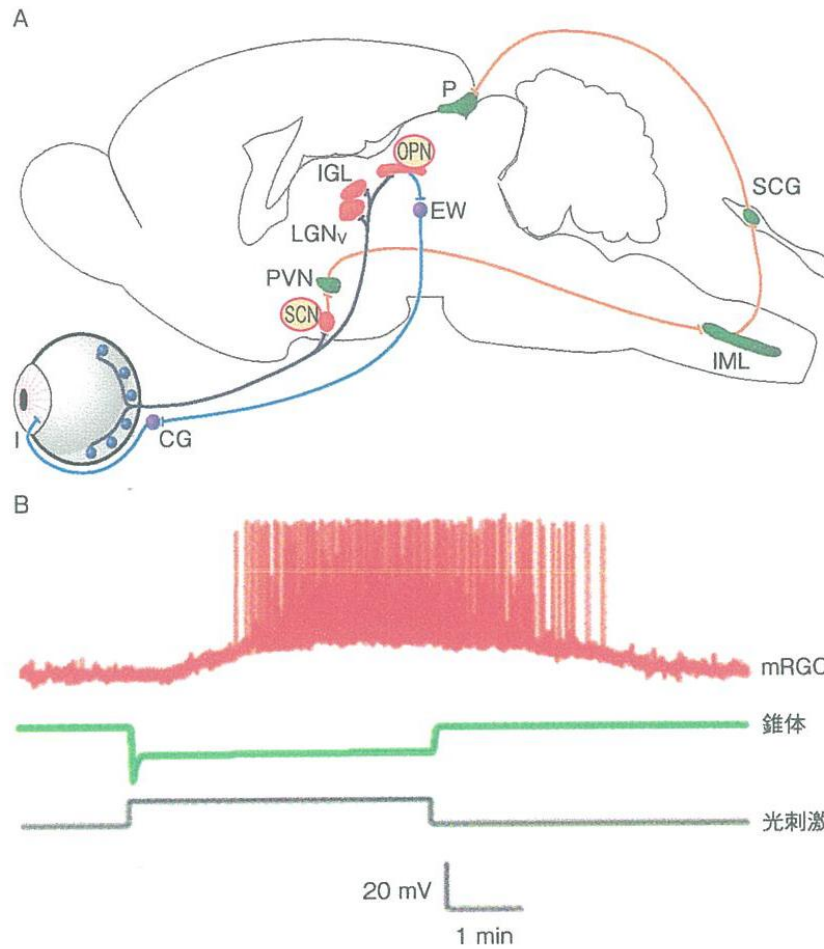 A
P
OPN
IGL
SCG
EW
LGNV
PVN
SCN
IML
I
CG
B
mRGC
錐体
光刺激
20 mV
1 min